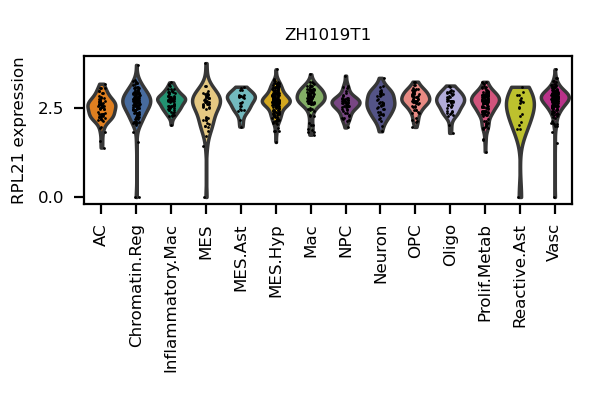 ZH1019T1
RPL21 expression
2.5
0.0
AC
Chromatin.Reg
Inflammatory.Mac
MES
MES.Ast
MES.Hyp
Mac
NPC
Neuron
OPC
Oligo
Prolif.Metab
Reactive.Ast
Vasc